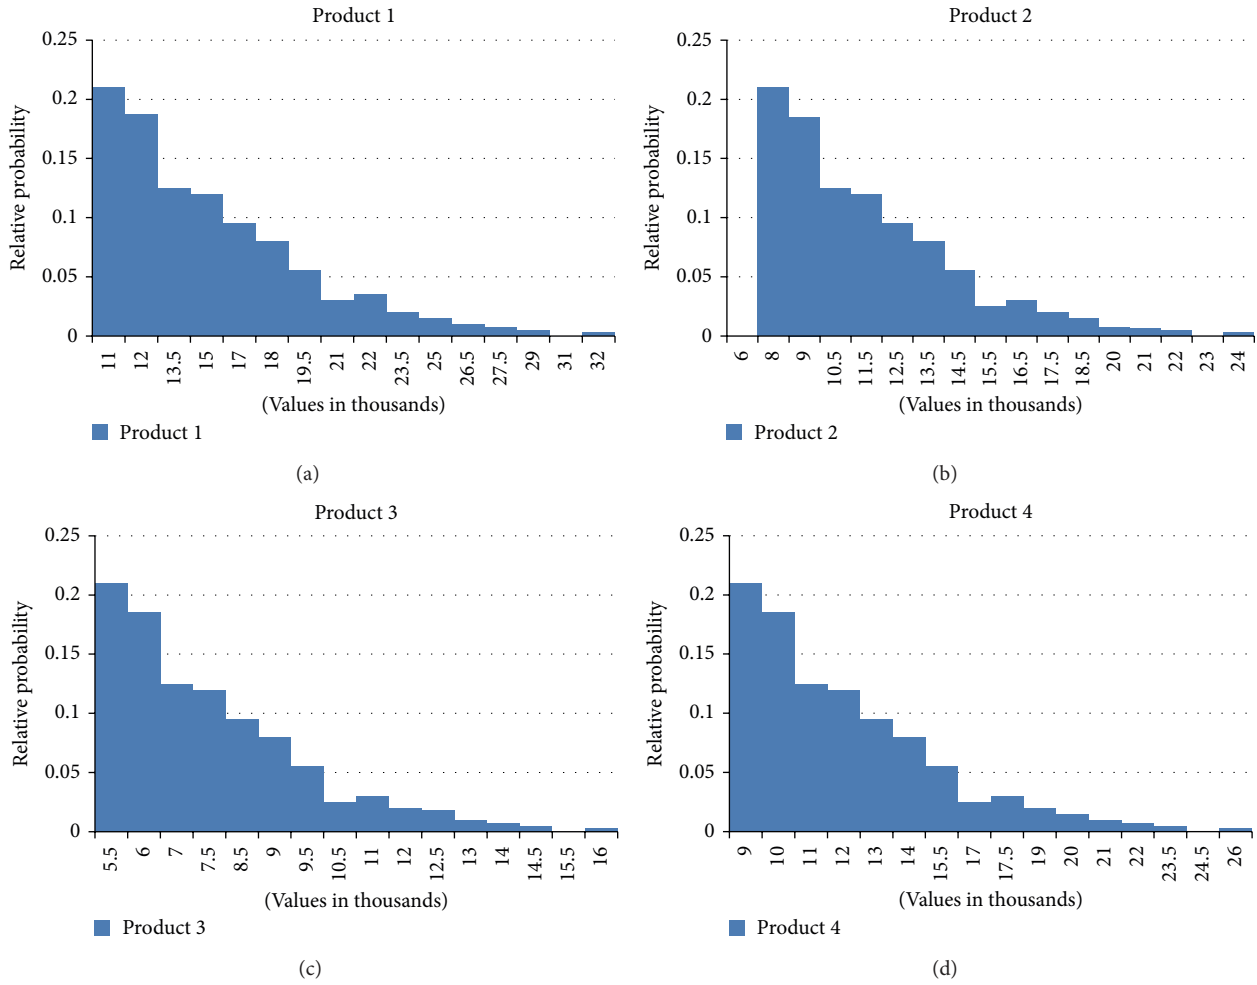 Product 1
Relative probability
0.25
0.2
0.15
0.1
0.05
0
11 12 13.5 15 17 18 19.5 21 22 23.5 25 26.5 27.5 29 31 32
(Values in thousands)
Product 1
(a)
Product 2
Relative probability
0.25
0.2
0.15
0.1
0.05
0
6 8 9 10.5 11.5 12.5 13.5 14.5 15.5 16.5 17.5 18.5 20 21 22 23 24
(Values in thousands)
Product 2
(b)
Product 3
Relative probability
0.25
0.2
0.15
0.1
0.05
0
5.5 6 7 7.5 8.5 9 9.5 10.5 11 12 12.5 13 14 14.5 15.5 16
(Values in thousands)
Product 3
(c)
Product 4
Relative probability
0.25
0.2
0.15
0.1
0.05
0
9 10 11 12 13 14 15.5 17 17.5 19 20 21 22 23.5 24.5 26
(Values in thousands)
Product 4
(d)